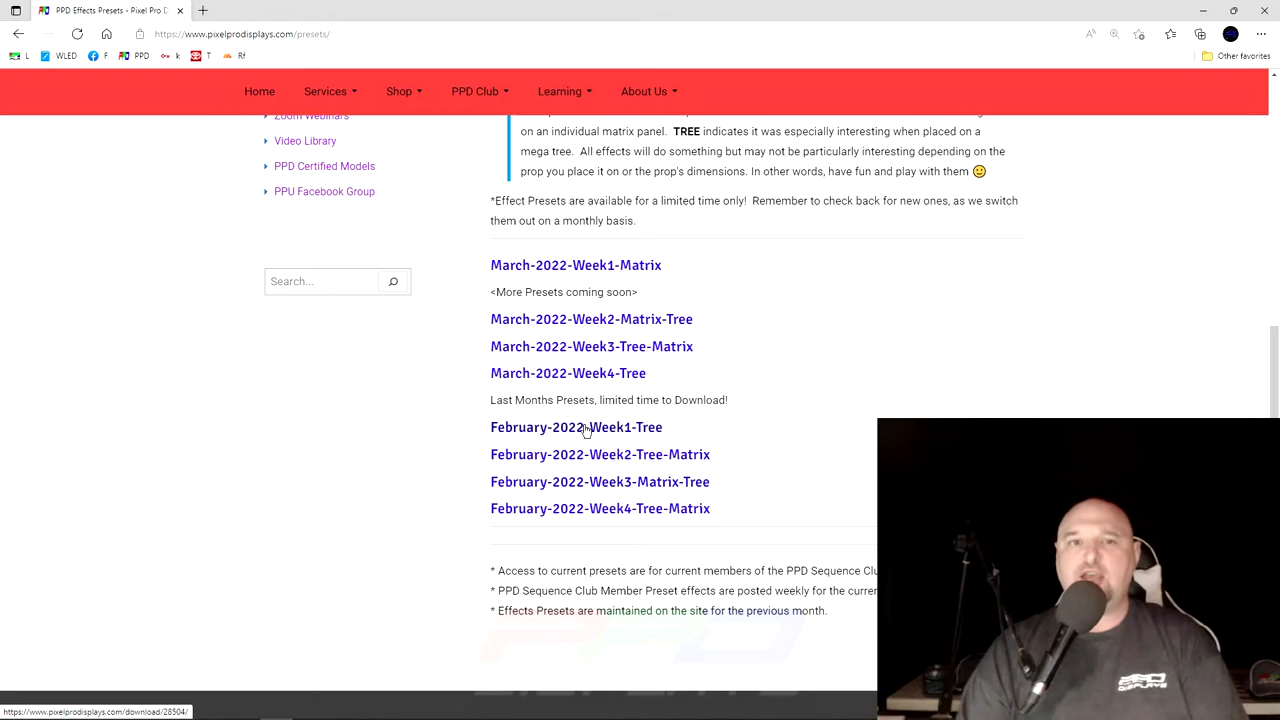 PPD Effects Presets - Pixel Pro D
https://www.pixelprodisplays.com/presets/
L WLED F PPD k T Rf Other favorites
Home Services Shop PPD Club Learning About Us
Zoom Webinars
Video Library
PPD Certified Models
PPU Facebook Group
Search...
on an individual matrix panel. TREE indicates it was especially interesting when placed on a
mega tree. All effects will do something but may not be particularly interesting depending on the
prop you place it on or the prop's dimensions. In other words, have fun and play with them
*Effect Presets are available for a limited time only! Remember to check back for new ones, as we switch
them out on a monthly basis.
March-2022-Week1-Matrix
<More Presets coming soon>
March-2022-Week2-Matrix-Tree
March-2022-Week3-Tree-Matrix
March-2022-Week4-Tree
Last Months Presets, limited time to Download!
February-2022-Week1-Tree
February-2022-Week2-Tree-Matrix
February-2022-Week3-Matrix-Tree
February-2022-Week4-Tree-Matrix
* Access to current presets are for current members of the PPD Sequence Clu
* PPD Sequence Club Member Preset effects are posted weekly for the curre
* Effects Presets are maintained on the site for the previous month.
PPD
DISPLAYS
https://www.pixelprodisplays.com/download/28504/